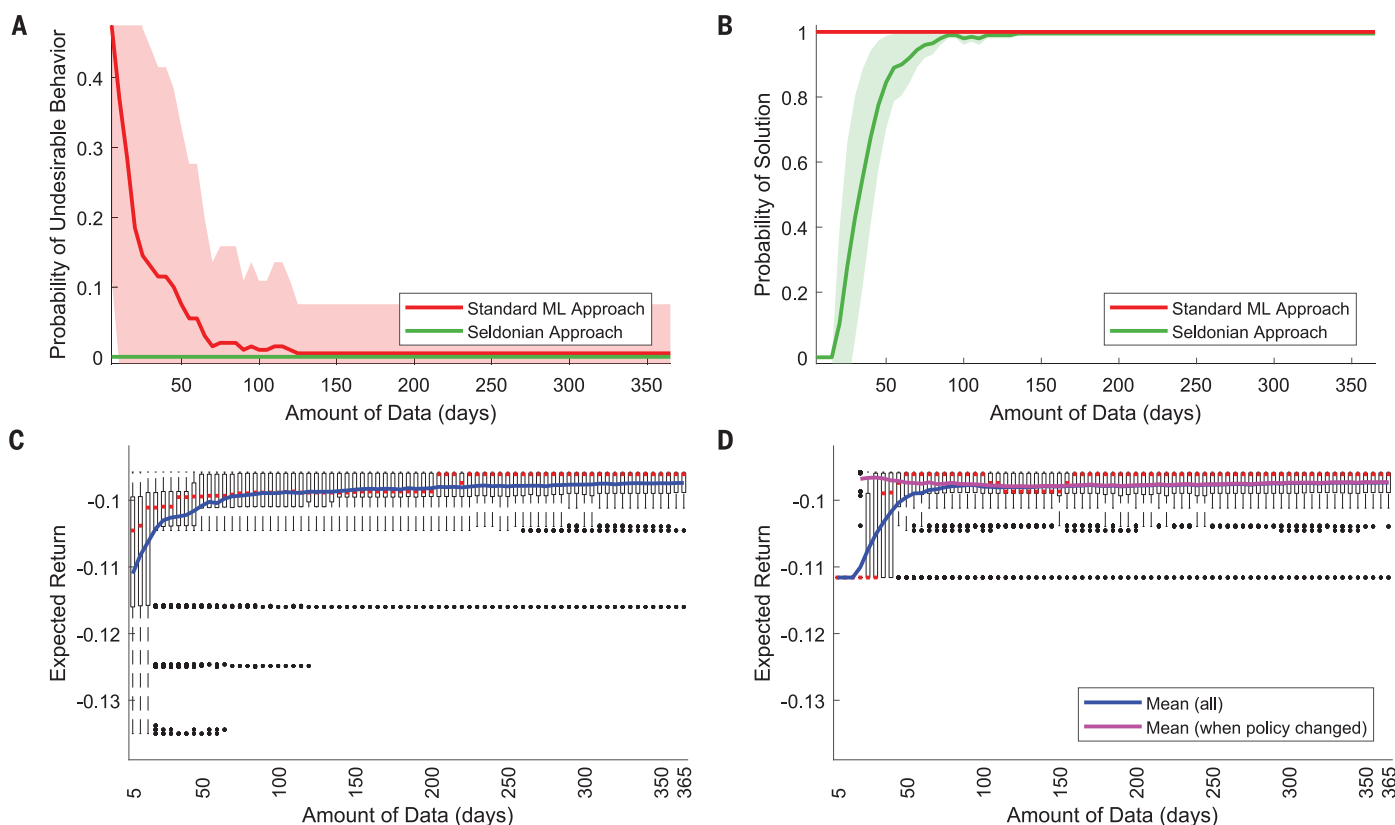 A
Probability of Undesirable Behavior
0.4
0.3
0.2
0.1
0
50
100
150
200
250
300
350
Amount of Data (days)
Standard ML Approach
Seldonian Approach
B
Probability of Solution
1
0.8
0.6
0.4
0.2
0
50
100
150
200
250
300
350
Amount of Data (days)
Standard ML Approach
Seldonian Approach
C
Expected Return
-0.1
-0.11
-0.12
-0.13
5
50
100
150
200
250
300
350
365
Amount of Data (days)
D
Expected Return
-0.1
-0.11
-0.12
-0.13
5
50
100
150
200
250
300
350
365
Amount of Data (days)
Mean (all)
Mean (when policy changed)